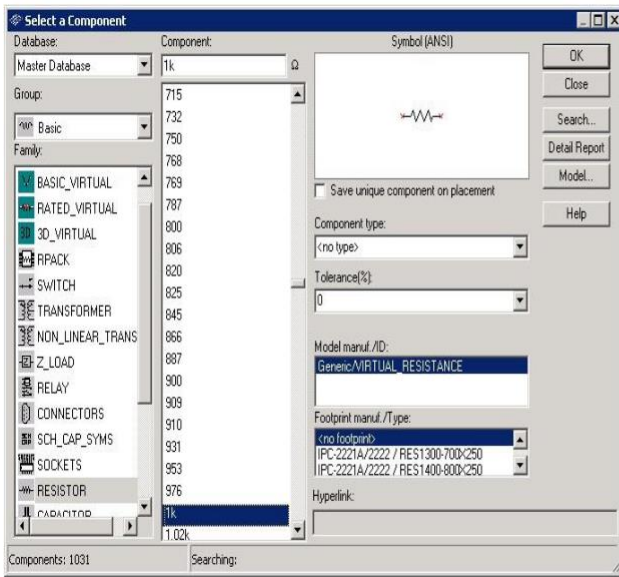 Select a Component
Database:
Master Database
Group:
Basic
Family:
BASIC_VIRTUAL
RATED_VIRTUAL
3D_VIRTUAL
RPACK
SWITCH
TRANSFORMER
NON_LINEAR_TRANS
Z_LOAD
RELAY
CONNECTORS
SCH_CAP_SYMS
SOCKETS
RESISTOR
CAPACITOR
Component:
1k Ω
715
732
750
768
769
787
800
806
820
825
845
866
887
900
909
910
931
953
976
1k
1.02k
Symbol (ANSI)
Save unique component on placement
Component type:
<no type>
Tolerance(%):
0
Model manuf./ID:
Generic/VIRTUAL_RESISTANCE
Footprint manuf./Type:
<no footprint>
IPC-2221A/2222 / RES1300-700X250
IPC-2221A/2222 / RES1400-800X250
Hyperlink:
OK
Close
Search...
Detail Report
Model...
Help
Components: 1031
Searching: